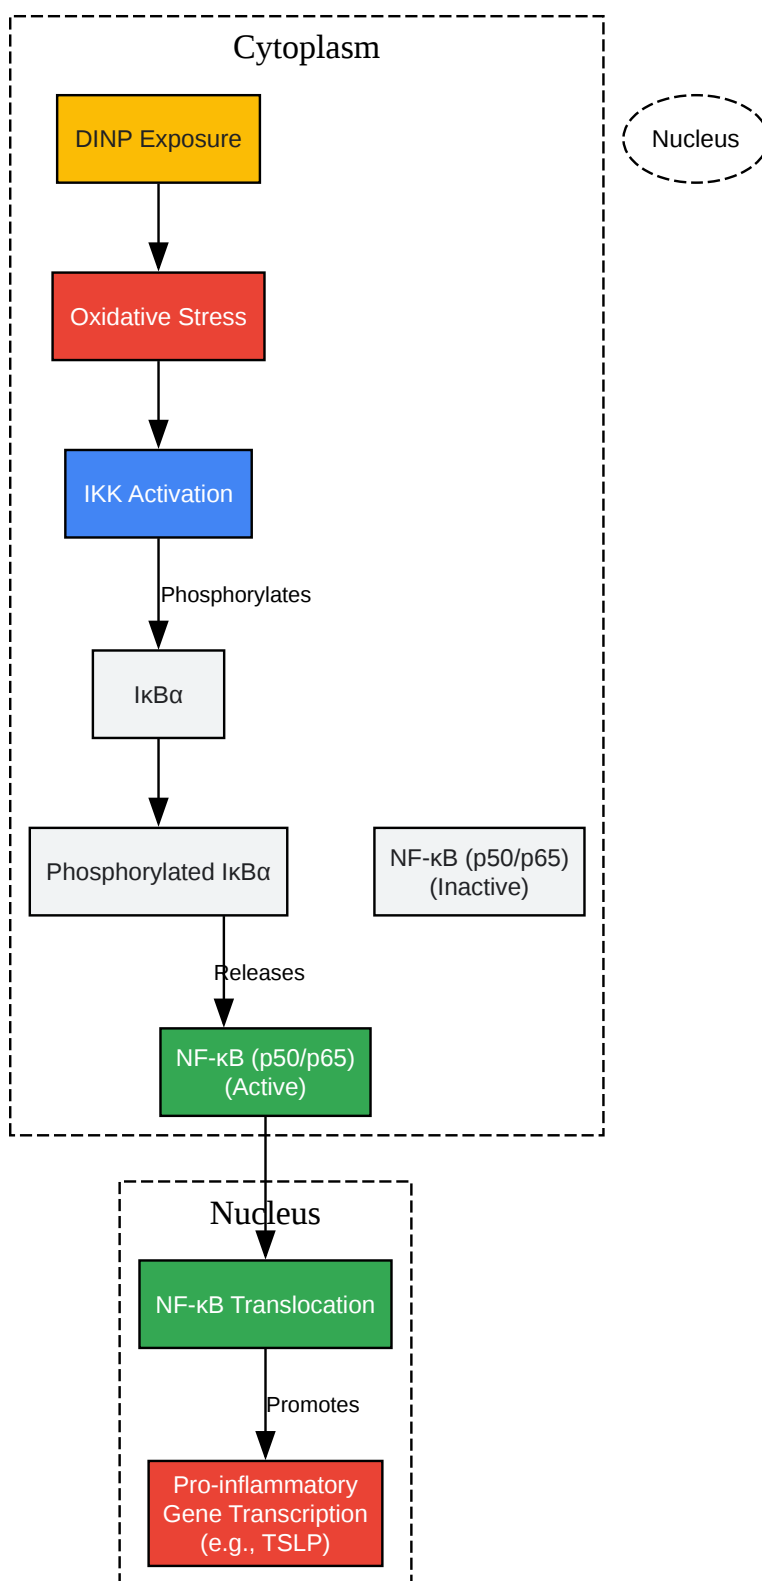 Cytoplasm
DINP Exposure
Nucleus
Oxidative Stress
IKK Activation
Phosphorylates
IκBα
Phosphorylated IκBα
NF-κB (p50/p65)
(Inactive)
Releases
NF-κB (p50/p65)
(Active)
Nucleus
NF-κB Translocation
Promotes
Pro-inflammatory
Gene Transcription
(e.g., TSLP)